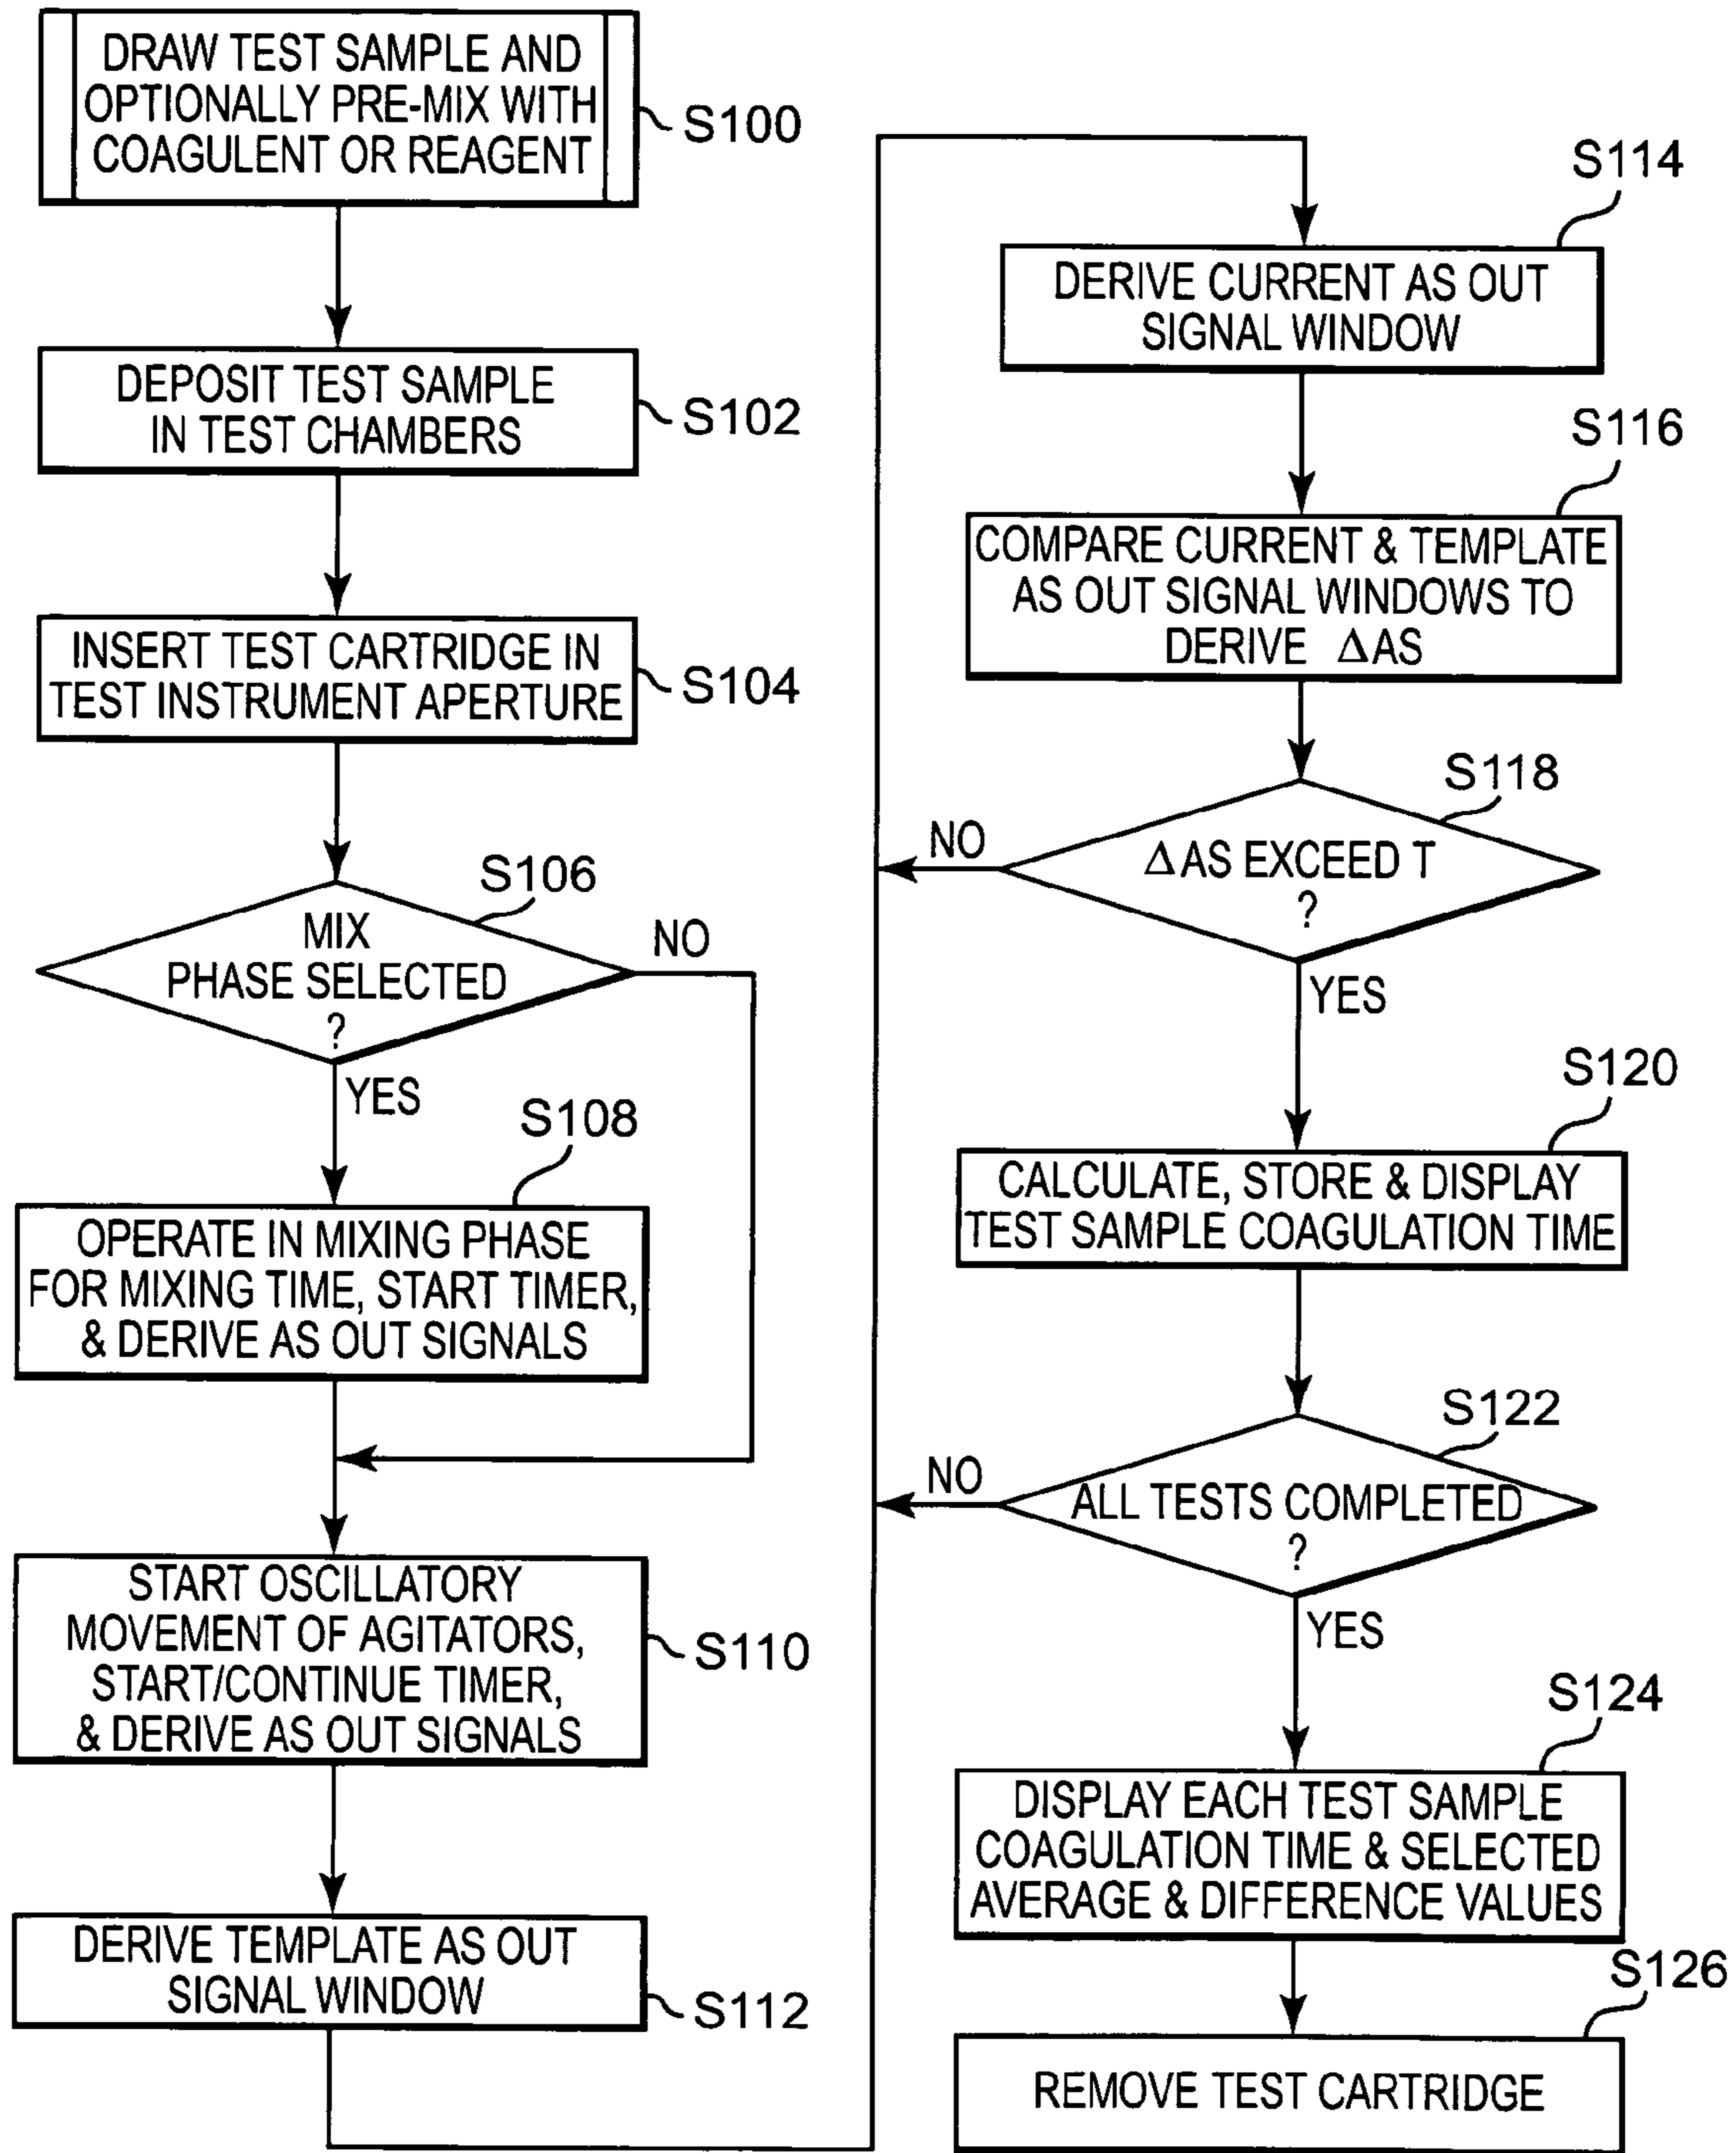 DRAW TEST SAMPLE AND
OPTIONALLY PRE-MIX WITH
COAGULENT OR REAGENT
S100
DEPOSIT TEST SAMPLE
IN TEST CHAMBERS
S102
INSERT TEST CARTRIDGE IN
TEST INSTRUMENT APERTURE
S104
S106
MIX
PHASE SELECTED
?
NO
YES
S108
OPERATE IN MIXING PHASE
FOR MIXING TIME, START TIMER,
& DERIVE AS OUT SIGNALS
START OSCILLATORY
MOVEMENT OF AGITATORS,
START/CONTINUE TIMER,
& DERIVE AS OUT SIGNALS
S110
DERIVE TEMPLATE AS OUT
SIGNAL WINDOW
S112
S114
DERIVE CURRENT AS OUT
SIGNAL WINDOW
S116
COMPARE CURRENT & TEMPLATE
AS OUT SIGNAL WINDOWS TO
DERIVE Δ AS
S118
NO
Δ AS EXCEED T
?
YES
S120
CALCULATE, STORE & DISPLAY
TEST SAMPLE COAGULATION TIME
S122
NO
ALL TESTS COMPLETED
?
YES
S124
DISPLAY EACH TEST SAMPLE
COAGULATION TIME & SELECTED
AVERAGE & DIFFERENCE VALUES
S126
REMOVE TEST CARTRIDGE